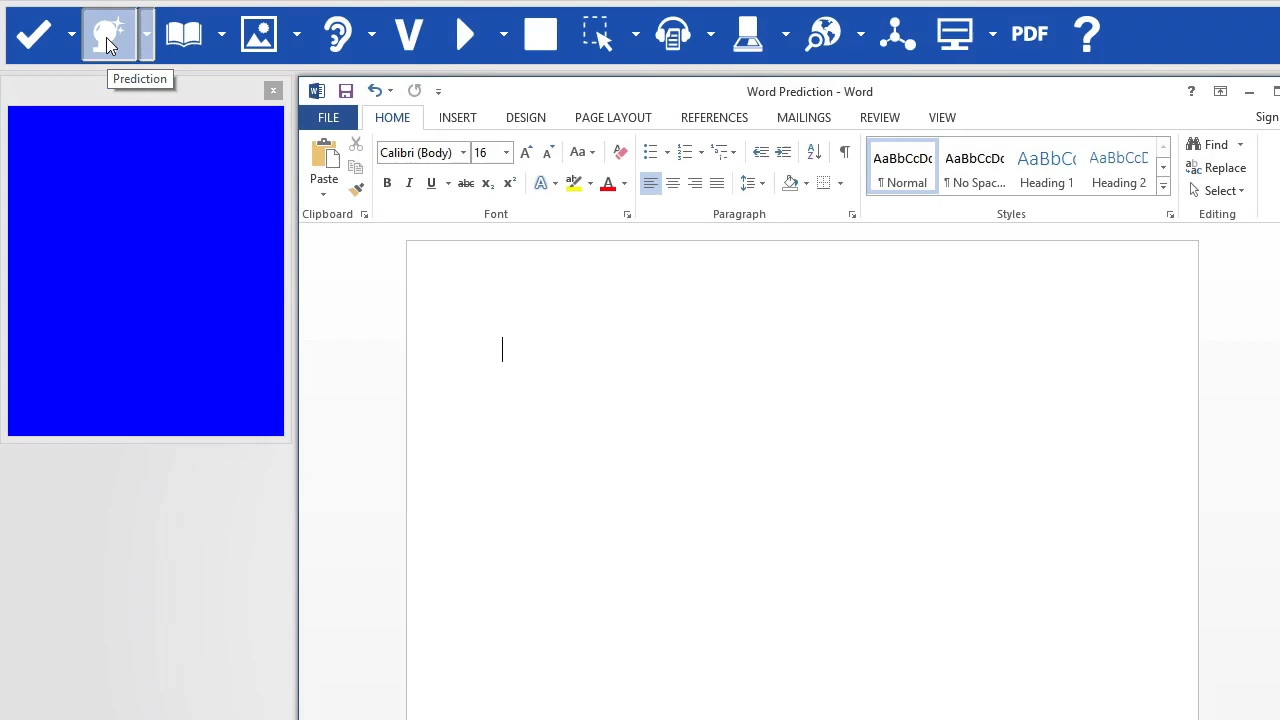 V PDF ?
Prediction
x
Word Prediction - Word ?
FILE HOME INSERT DESIGN PAGE LAYOUT REFERENCES MAILINGS REVIEW VIEW Sign
Calibri (Body) 16 A A Aa A
Paste
B I U abc x₂ x² A ab A
AaBbCcDc AaBbCcDc AaBbCc AaBbCcD
¶ Normal ¶ No Spac... Heading 1 Heading 2
Find
Replace
Select
Clipboard Font Paragraph Styles Editing